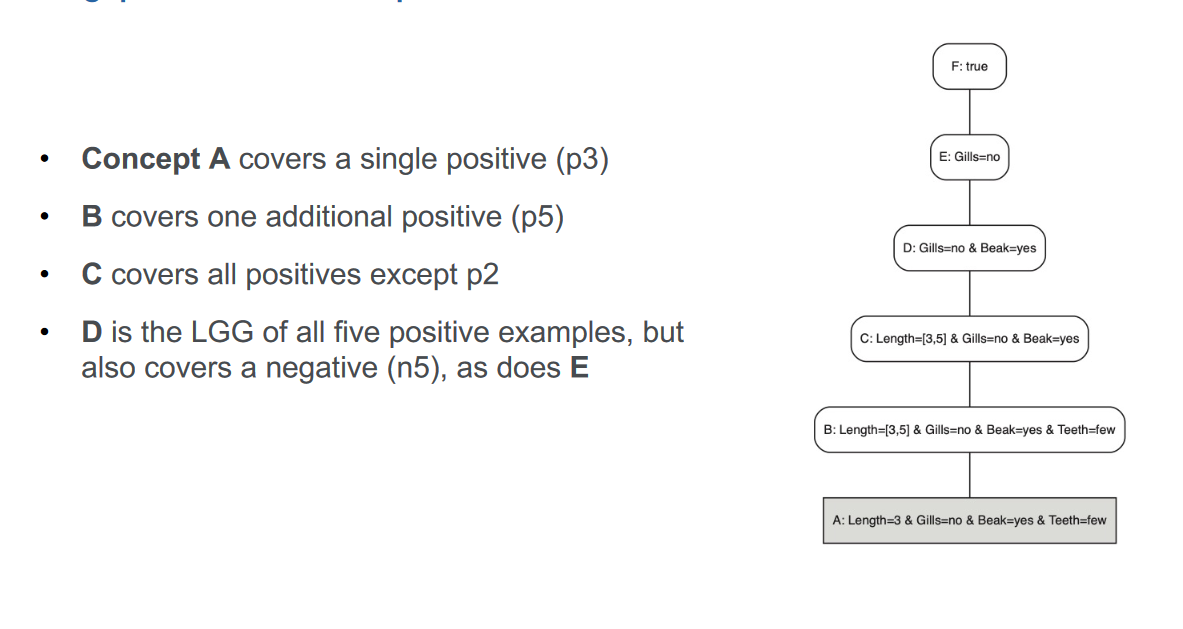 • Concept A covers a single positive (p3)
• B covers one additional positive (p5)
• C covers all positives except p2
• D is the LGG of all five positive examples, but
also covers a negative (n5), as does E
F: true
E: Gills=no
D: Gills=no & Beak=yes
C: Length=[3,5] & Gills=no & Beak=yes
B: Length=[3,5] & Gills=no & Beak=yes & Teeth=few
A: Length=3 & Gills=no & Beak=yes & Teeth=few